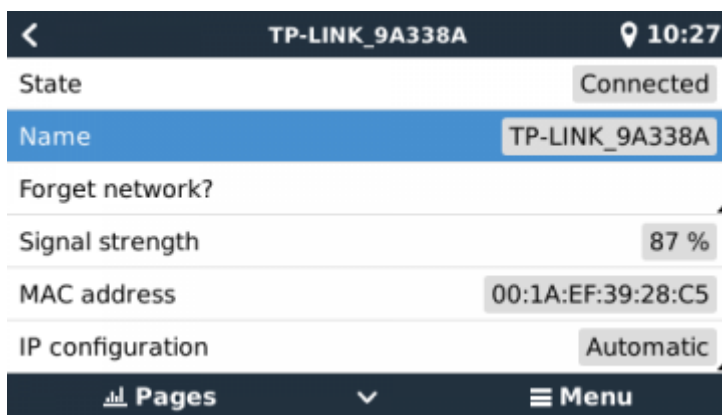 TP-LINK_9A338A 10:27
State Connected
Name TP-LINK_9A338A
Forget network?
Signal strength 87 %
MAC address 00:1A:EF:39:28:C5
IP configuration Automatic
Pages Menu